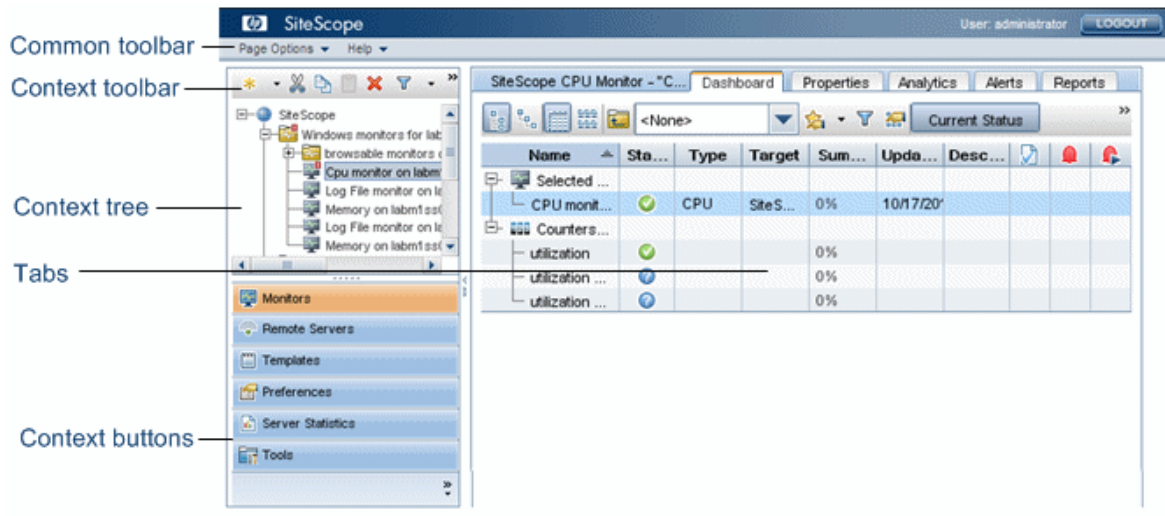 hp SiteScope
User: administrator LOGOUT
Common toolbar
Page Options Help
Context toolbar
»
SiteScope CPU Monitor - "C... Dashboard Properties Analytics Alerts Reports
SiteScope
Windows monitors for lab
browsable monitors
Cpu monitor on labm
Log File monitor on la
Memory on labm1ss
Log File monitor on la
Memory on labm1ss
<None> Current Status »
Name Sta... Type Target Sum... Upda... Desc...
Selected ...
CPU monit... CPU SiteS... 0% 10/17/20
Counters...
utilization 0%
utilization ... 0%
utilization ... 0%
Context tree
Tabs
Monitors
Remote Servers
Templates
Preferences
Server Statistics
Context buttons
Tools
»